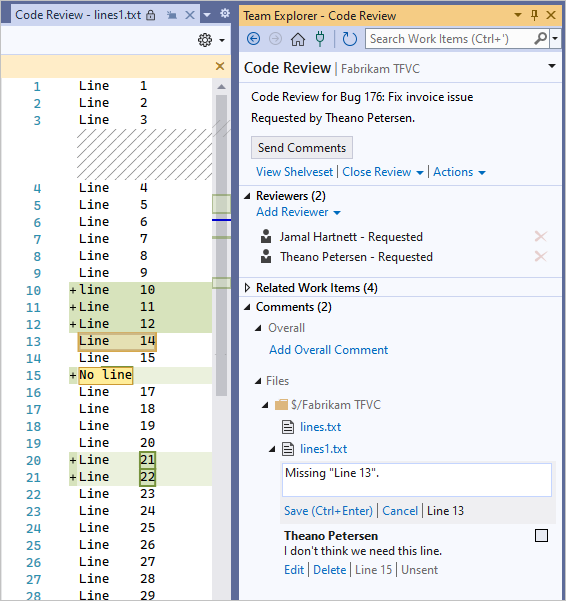 Code Review - lines1.txt
1 Line 1
2 Line 2
3 Line 3
4 Line 4
5 Line 5
6 Line 6
7 Line 7
8 Line 8
9 Line 9
10 +line 10
11 +Line 11
12 +Line 12
13 Line 14
14 Line 15
15 +No line
16 Line 17
17 Line 18
18 Line 19
19 Line 20
20 +Line 21
21 +Line 22
22 Line 23
23 Line 24
24 Line 25
25 Line 26
26 Line 27
27 Line 28
28 Line 29
Team Explorer - Code Review
Search Work Items (Ctrl+')
Code Review | Fabrikam TFVC
Code Review for Bug 176: Fix invoice issue
Requested by Theano Petersen.
Send Comments
View Shelveset | Close Review | Actions
Reviewers (2)
Add Reviewer
Jamal Hartnett - Requested
Theano Petersen - Requested
Related Work Items (4)
Comments (2)
Overall
Add Overall Comment
Files
$/Fabrikam TFVC
lines.txt
lines1.txt
Missing "Line 13".
Save (Ctrl+Enter) | Cancel | Line 13
Theano Petersen
I don't think we need this line.
Edit | Delete | Line 15 | Unsent